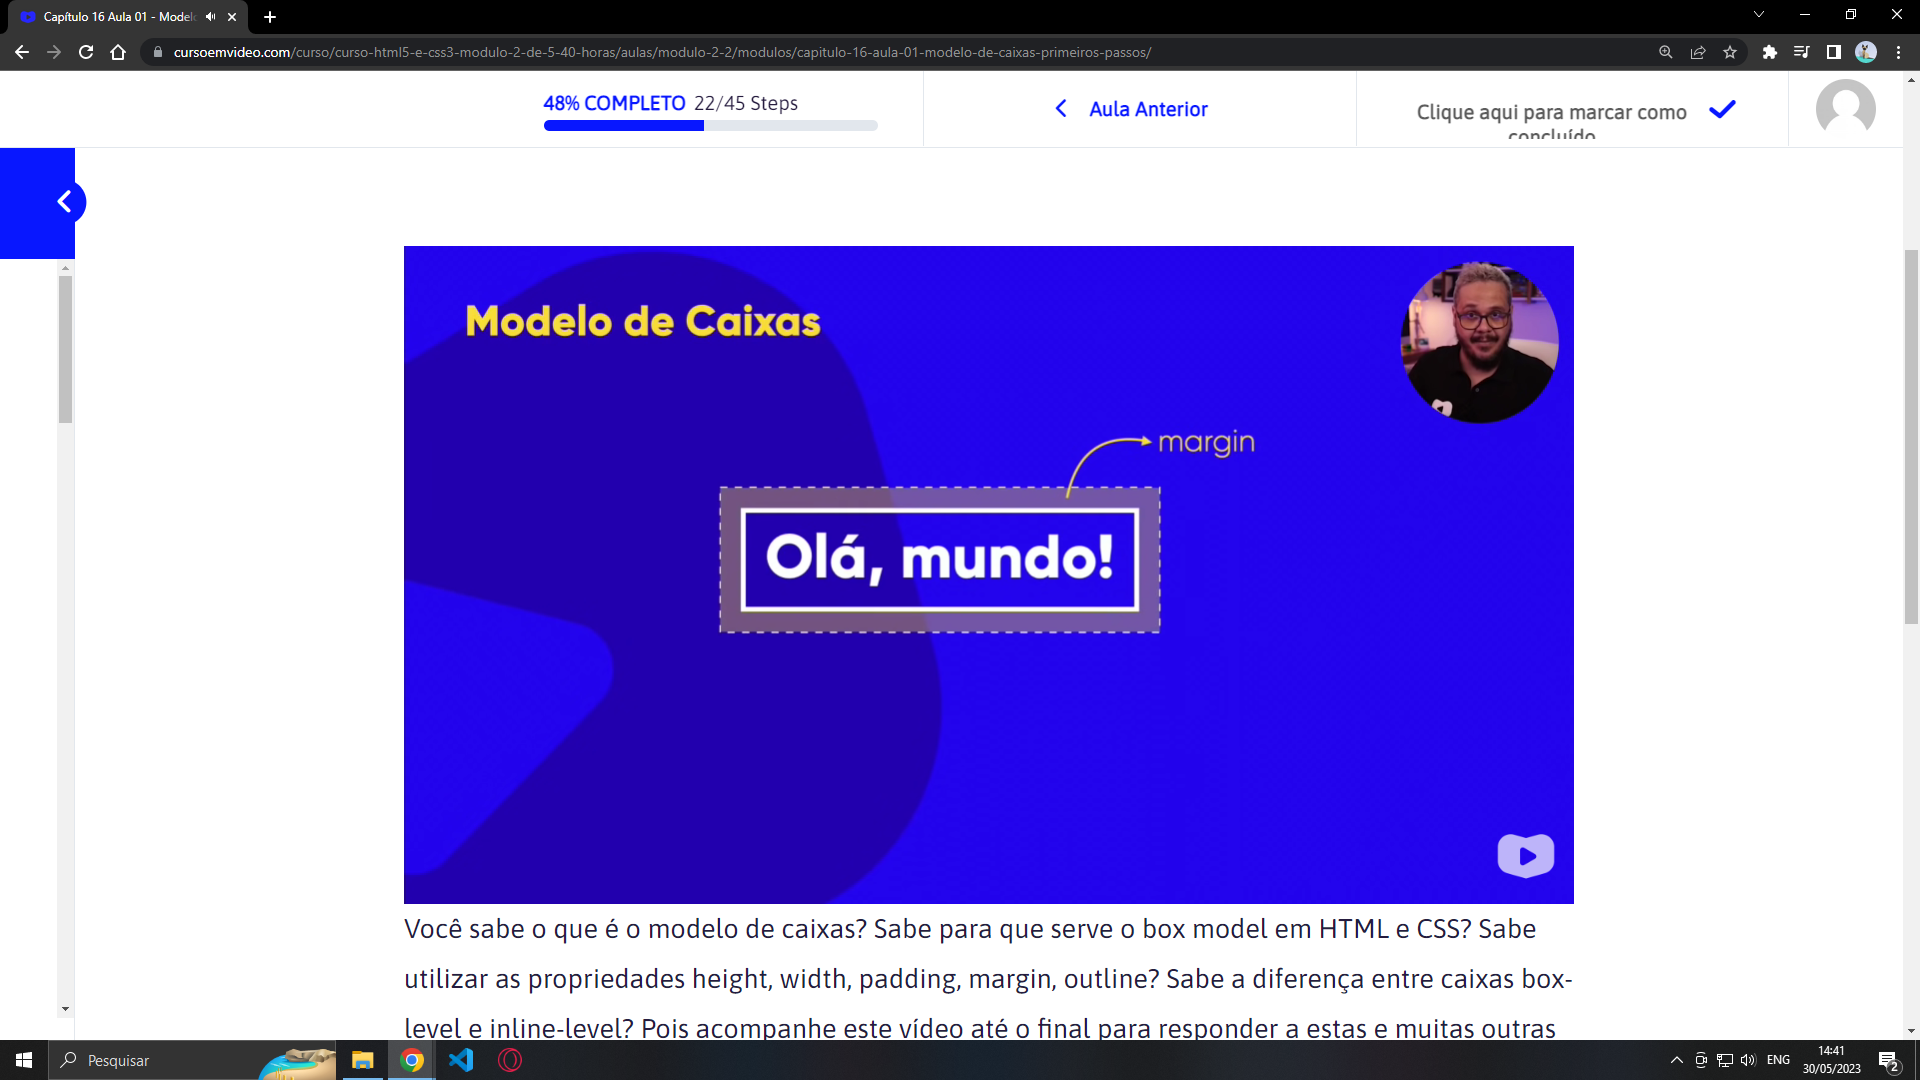 Capítulo 16 Aula 01 - Model
cursoemvideo.com/curso/curso-html5-e-css3-modulo-2-de-5-40-horas/aulas/modulo-2-2/modulos/capitulo-16-aula-01-modelo-de-caixas-primeiros-passos/
48% COMPLETO 22/45 Steps
Aula Anterior
Clique aqui para marcar como
concluído
Modelo de Caixas
margin
Olá, mundo!
Você sabe o que é o modelo de caixas? Sabe para que serve o box model em HTML e CSS? Sabe
utilizar as propriedades height, width, padding, margin, outline? Sabe a diferença entre caixas box-
level e inline-level? Pois acompanhe este vídeo até o final para responder a estas e muitas outras
Pesquisar
ENG
14:41
30/05/2023
2